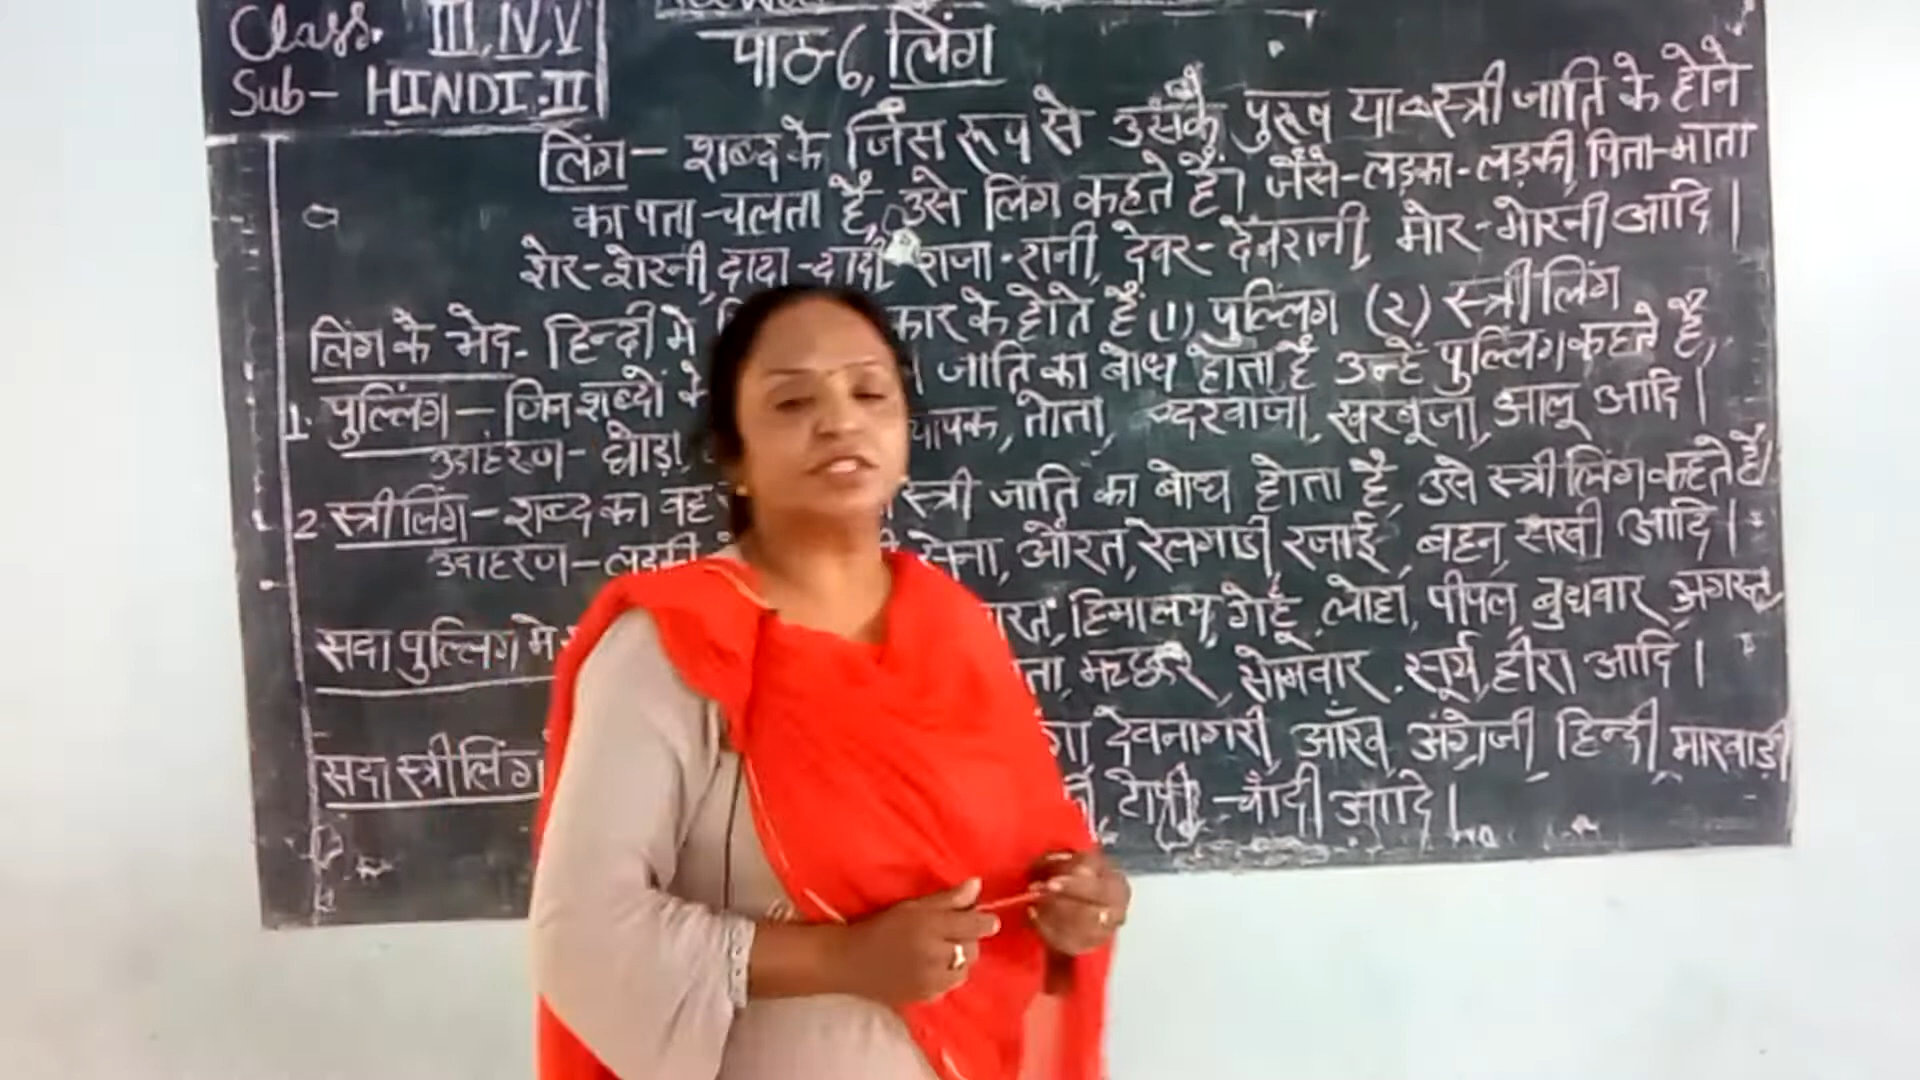 Class. III, IV, V
Sub- HINDI-II
पाठ-6, लिंग
लिंग- शब्द के जिस रूप से उसके पुरूष या स्त्री जाति के होने
का पता चलता है, उसे लिंग कहते हैं। जैसे-लड़का-लड़की, पिता-माता
शेर-शेरनी, दादा-दादी, राजा-रानी, देवर-देवरानी, मोर-मोरनी आदि।
लिंग के भेद- हिन्दी मे कार के होते हैं (1) पुल्लिंग (२) स्त्रीलिंग
1. पुल्लिंग- जिन शब्दों जाति का बोध होता है उन्हें पुल्लिंग कहते है,
उदाहरण- घोड़ा, यापक, तोता, दरवाजा, खरबूजा, आलू आदि।
2. स्त्रीलिंग- शब्द का वह स्त्री जाति का बोध होता है, उसे स्त्रीलिंग कहते हैं।
उदाहरण- लड़की सेना, औरत, रेलगाडी, रजाई, बहन, सखी आदि।
सदा पुल्लिंग मे हिमालय, गेहूँ, लोहा, पीपल, बुधवार, अगस्त,
ता, मच्छर, सोमवार, सूर्य, हीरा आदि।
सदा स्त्रीलिंग गा, देवनागरी, आँख, अंग्रेजी, हिन्दी, मारवाड़ी
टोपी, चाँदी आदि।